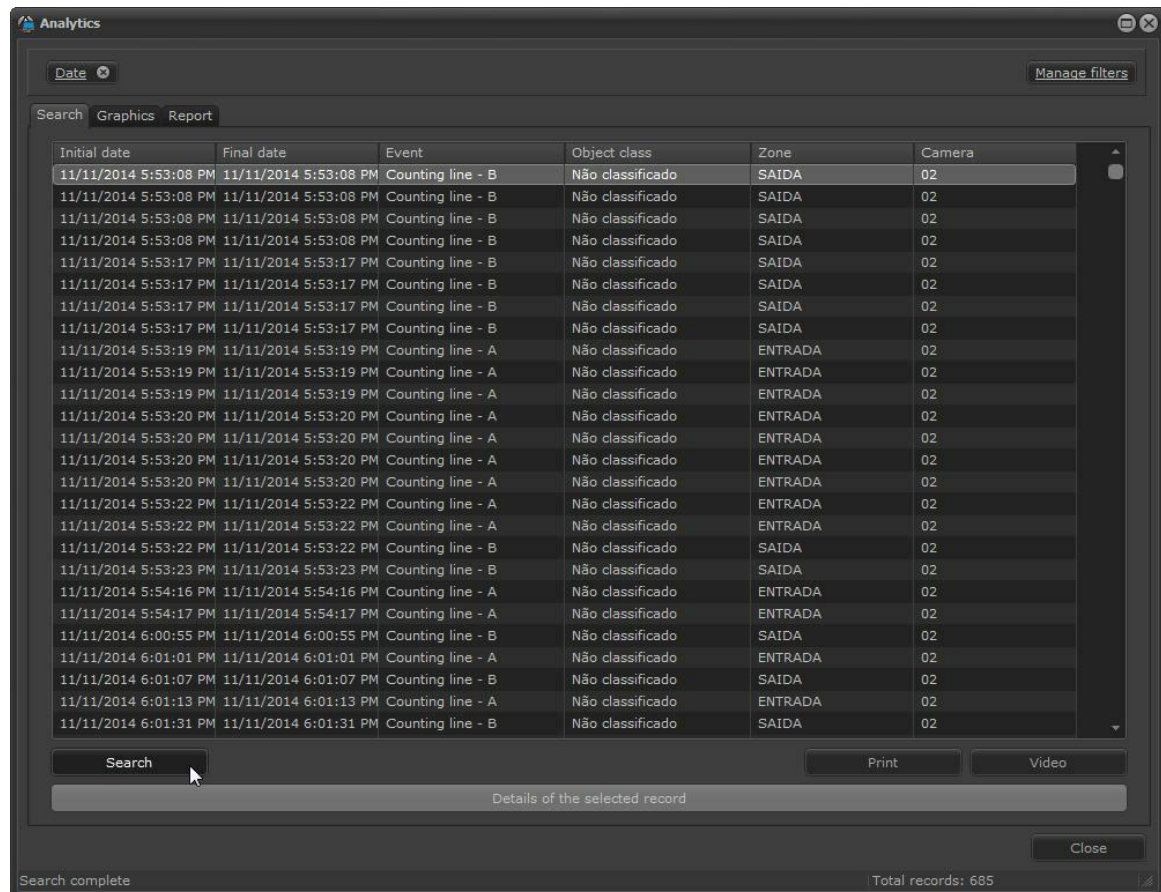 Analytics
Date
Manage filters
Search Graphics Report
Initial date Final date Event Object class Zone Camera
11/11/2014 5:53:08 PM 11/11/2014 5:53:08 PM Counting line - B Não classificado SAIDA 02
11/11/2014 5:53:08 PM 11/11/2014 5:53:08 PM Counting line - B Não classificado SAIDA 02
11/11/2014 5:53:08 PM 11/11/2014 5:53:08 PM Counting line - B Não classificado SAIDA 02
11/11/2014 5:53:08 PM 11/11/2014 5:53:08 PM Counting line - B Não classificado SAIDA 02
11/11/2014 5:53:17 PM 11/11/2014 5:53:17 PM Counting line - B Não classificado SAIDA 02
11/11/2014 5:53:17 PM 11/11/2014 5:53:17 PM Counting line - B Não classificado SAIDA 02
11/11/2014 5:53:17 PM 11/11/2014 5:53:17 PM Counting line - B Não classificado SAIDA 02
11/11/2014 5:53:17 PM 11/11/2014 5:53:17 PM Counting line - B Não classificado SAIDA 02
11/11/2014 5:53:19 PM 11/11/2014 5:53:19 PM Counting line - A Não classificado ENTRADA 02
11/11/2014 5:53:19 PM 11/11/2014 5:53:19 PM Counting line - A Não classificado ENTRADA 02
11/11/2014 5:53:19 PM 11/11/2014 5:53:19 PM Counting line - A Não classificado ENTRADA 02
11/11/2014 5:53:20 PM 11/11/2014 5:53:20 PM Counting line - A Não classificado ENTRADA 02
11/11/2014 5:53:20 PM 11/11/2014 5:53:20 PM Counting line - A Não classificado ENTRADA 02
11/11/2014 5:53:20 PM 11/11/2014 5:53:20 PM Counting line - A Não classificado ENTRADA 02
11/11/2014 5:53:20 PM 11/11/2014 5:53:20 PM Counting line - A Não classificado ENTRADA 02
11/11/2014 5:53:22 PM 11/11/2014 5:53:22 PM Counting line - A Não classificado ENTRADA 02
11/11/2014 5:53:22 PM 11/11/2014 5:53:22 PM Counting line - A Não classificado ENTRADA 02
11/11/2014 5:53:22 PM 11/11/2014 5:53:22 PM Counting line - B Não classificado SAIDA 02
11/11/2014 5:53:23 PM 11/11/2014 5:53:23 PM Counting line - B Não classificado SAIDA 02
11/11/2014 5:54:16 PM 11/11/2014 5:54:16 PM Counting line - A Não classificado ENTRADA 02
11/11/2014 5:54:17 PM 11/11/2014 5:54:17 PM Counting line - A Não classificado ENTRADA 02
11/11/2014 6:00:55 PM 11/11/2014 6:00:55 PM Counting line - B Não classificado SAIDA 02
11/11/2014 6:01:01 PM 11/11/2014 6:01:01 PM Counting line - A Não classificado ENTRADA 02
11/11/2014 6:01:07 PM 11/11/2014 6:01:07 PM Counting line - B Não classificado SAIDA 02
11/11/2014 6:01:13 PM 11/11/2014 6:01:13 PM Counting line - A Não classificado ENTRADA 02
11/11/2014 6:01:31 PM 11/11/2014 6:01:31 PM Counting line - B Não classificado SAIDA 02
Search Print Video
Details of the selected record
Close
Search complete Total records: 685